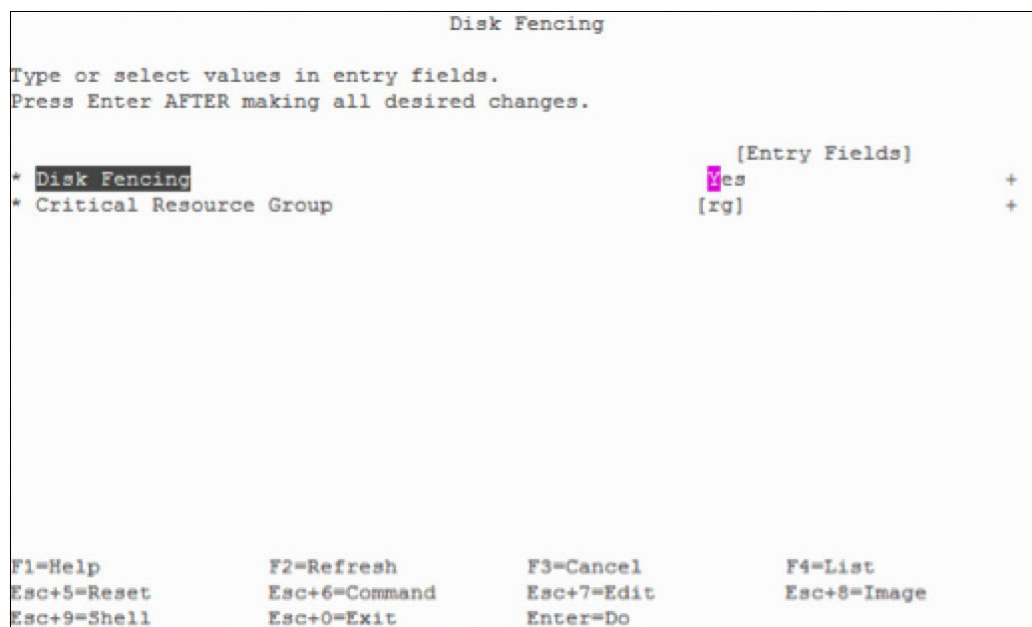 Disk Fencing
Type or select values in entry fields.
Press Enter AFTER making all desired changes.
[Entry Fields]
* Disk Fencing Yes +
* Critical Resource Group [rg] +
F1=Help F2=Refresh F3=Cancel F4=List
Esc+5=Reset Esc+6=Command Esc+7=Edit Esc+8=Image
Esc+9=Shell Esc+0=Exit Enter=Do